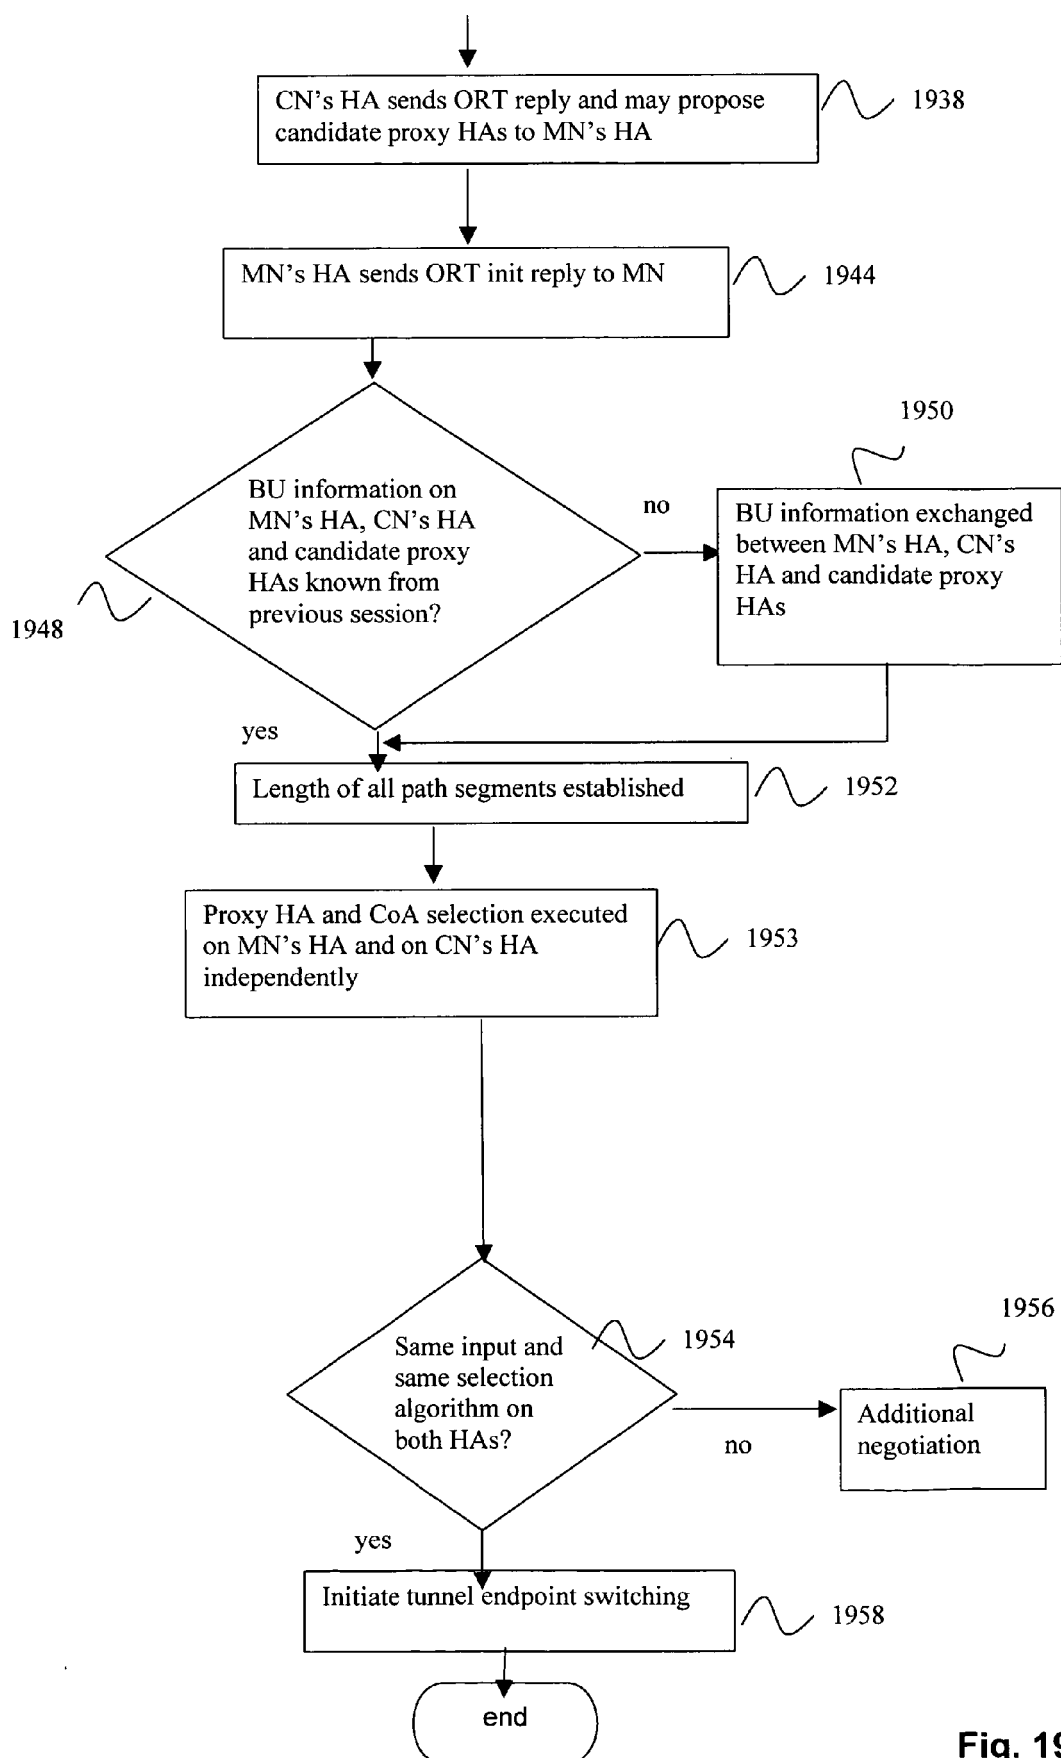 CN's HA sends ORT reply and may propose
candidate proxy HAs to MN's HA
1938
MN's HA sends ORT init reply to MN
1944
1950
BU information on
MN's HA, CN's HA
and candidate proxy
HAs known from
previous session?
no
BU information exchanged
between MN's HA, CN's
HA and candidate proxy
HAs
1948
yes
Length of all path segments established
1952
Proxy HA and CoA selection executed
on MN's HA and on CN's HA
independently
1953
1956
Same input and
same selection
algorithm on
both HAs?
1954
no
Additional
negotiation
yes
Initiate tunnel endpoint switching
1958
end
Fig. 19